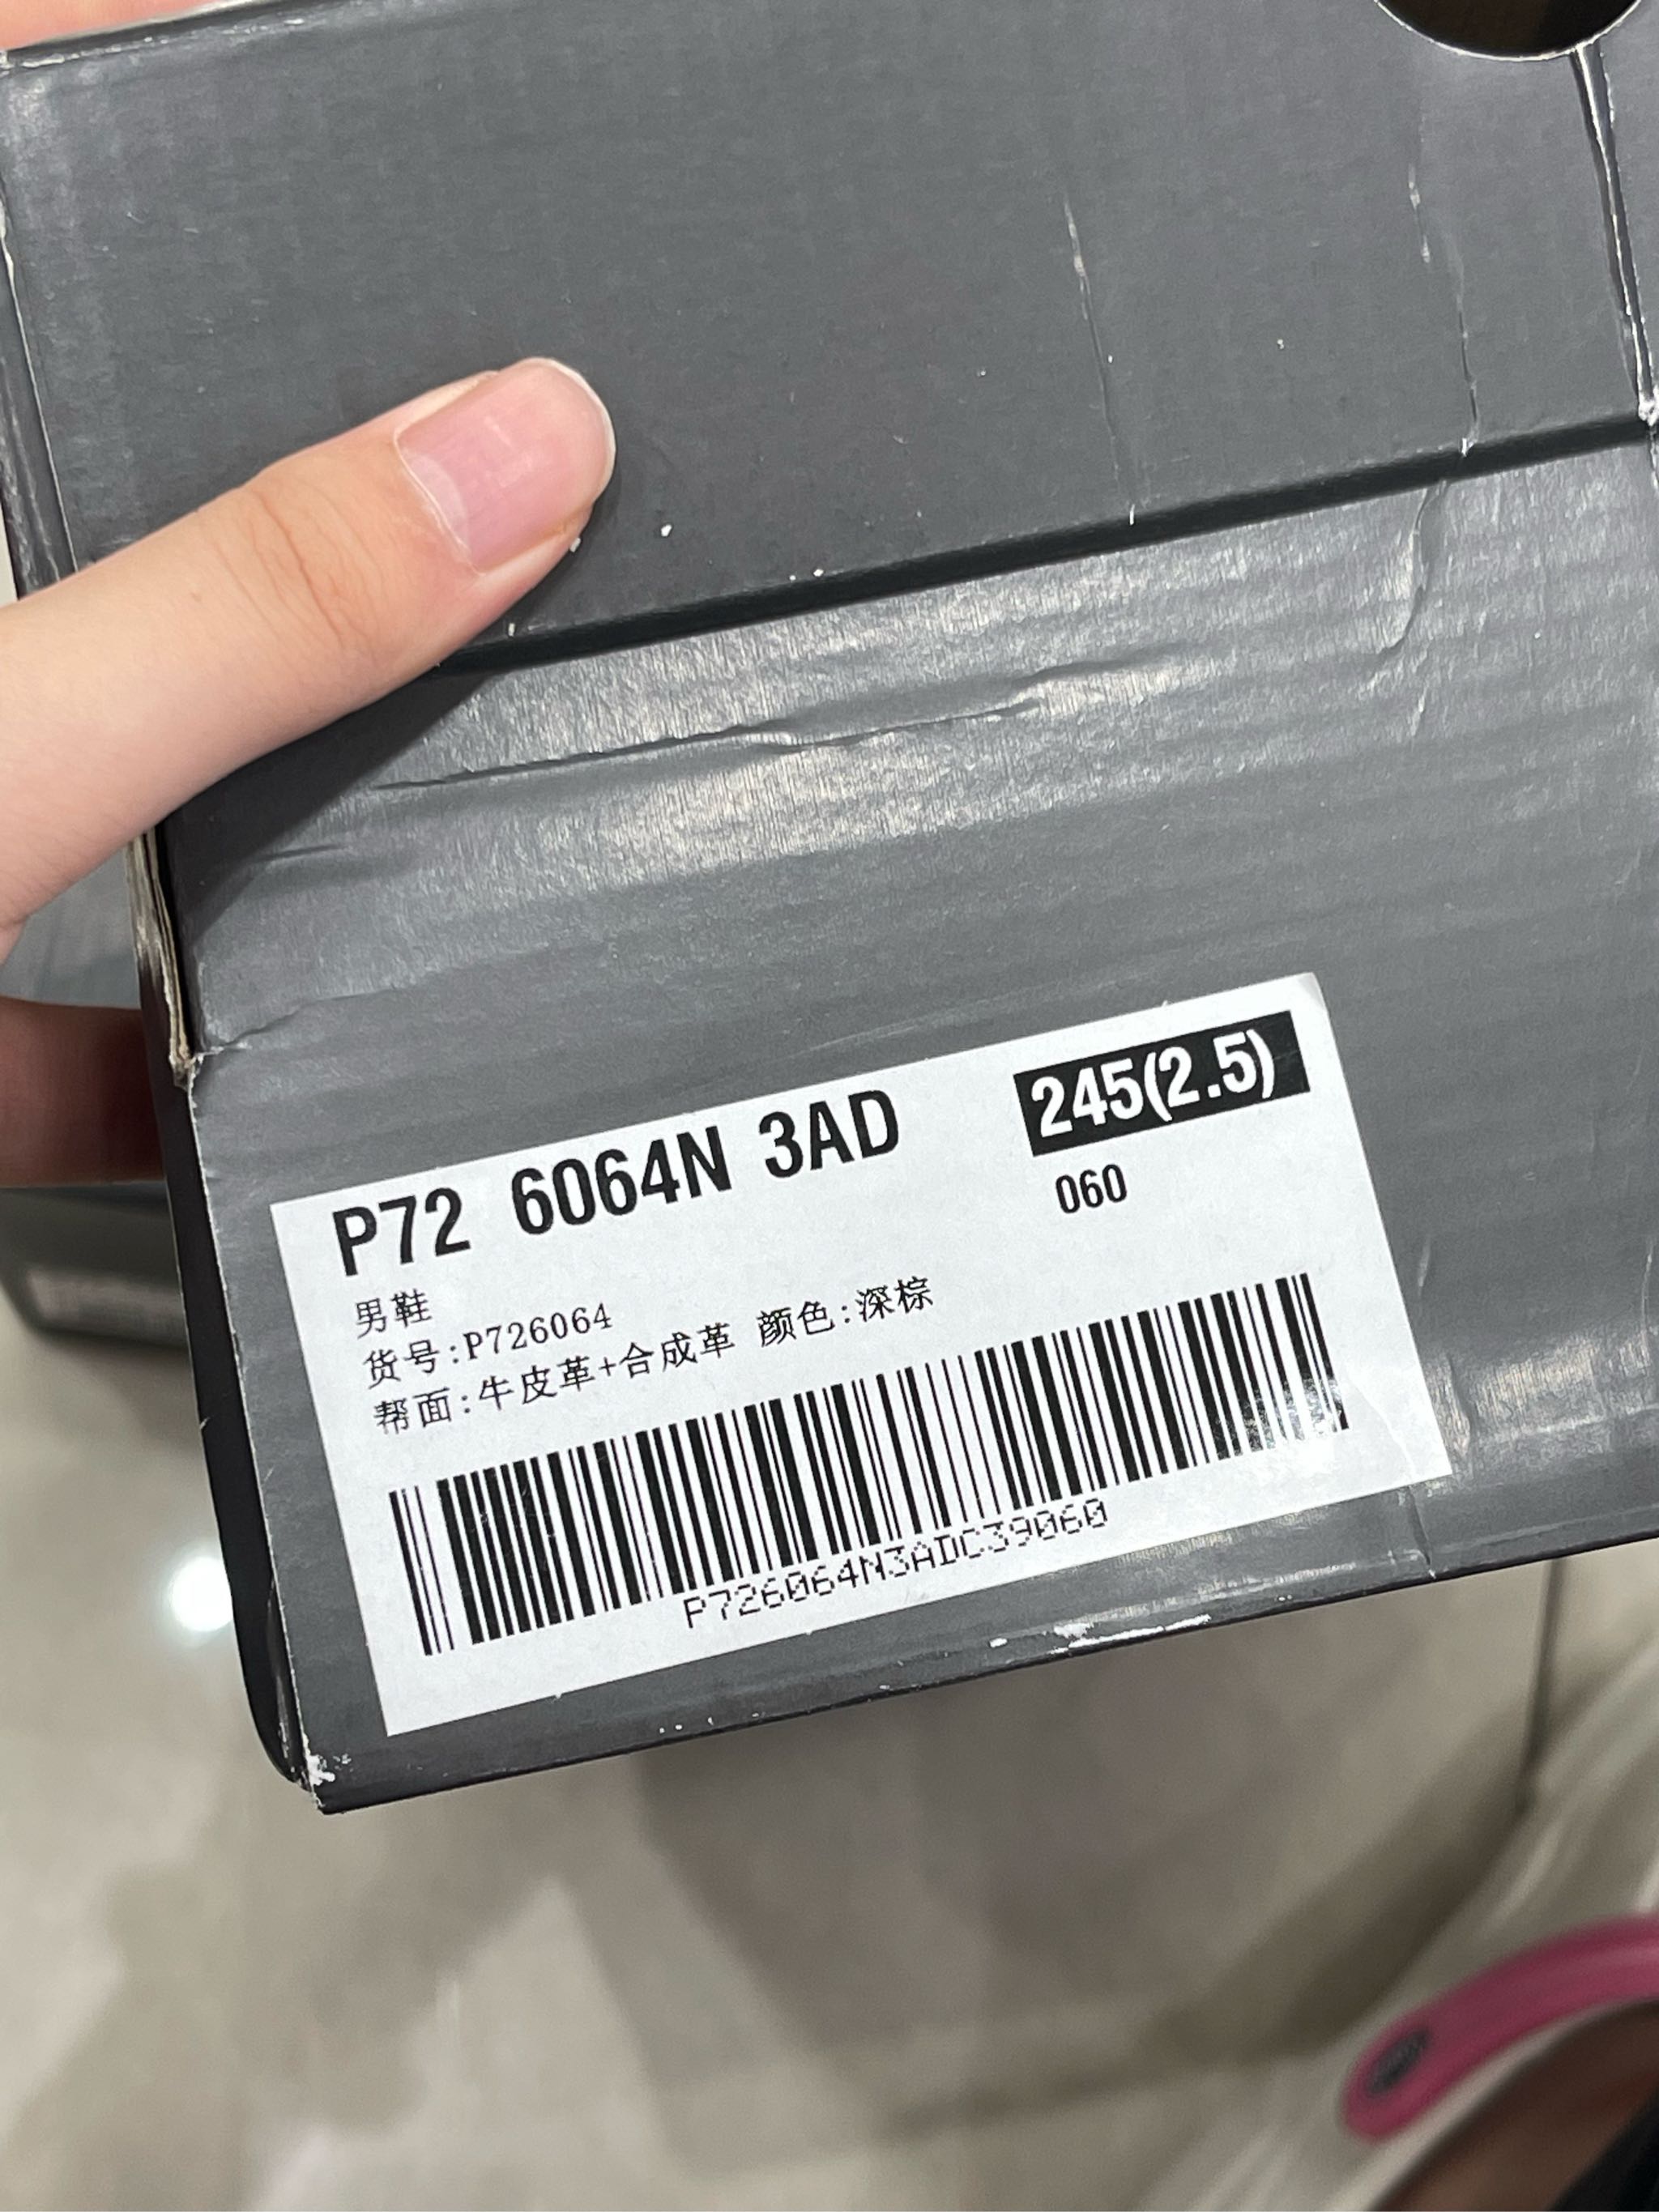 P72 6064N 3AD
245(2.5)
060
男鞋
货号:P726064
帮面:牛皮革+合成革 颜色:深棕
P726064N3ADC39060